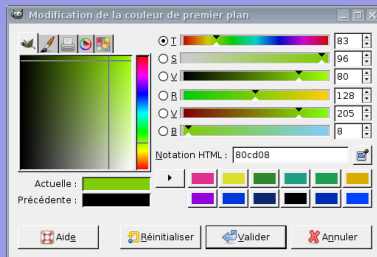 Modification de la couleur de premier plan
T 83
S 96
V 80
R 128
V 205
B 8
Notation HTML : 80cd08
Actuelle :
Précédente :
Aide Réinitialiser Valider Annuler